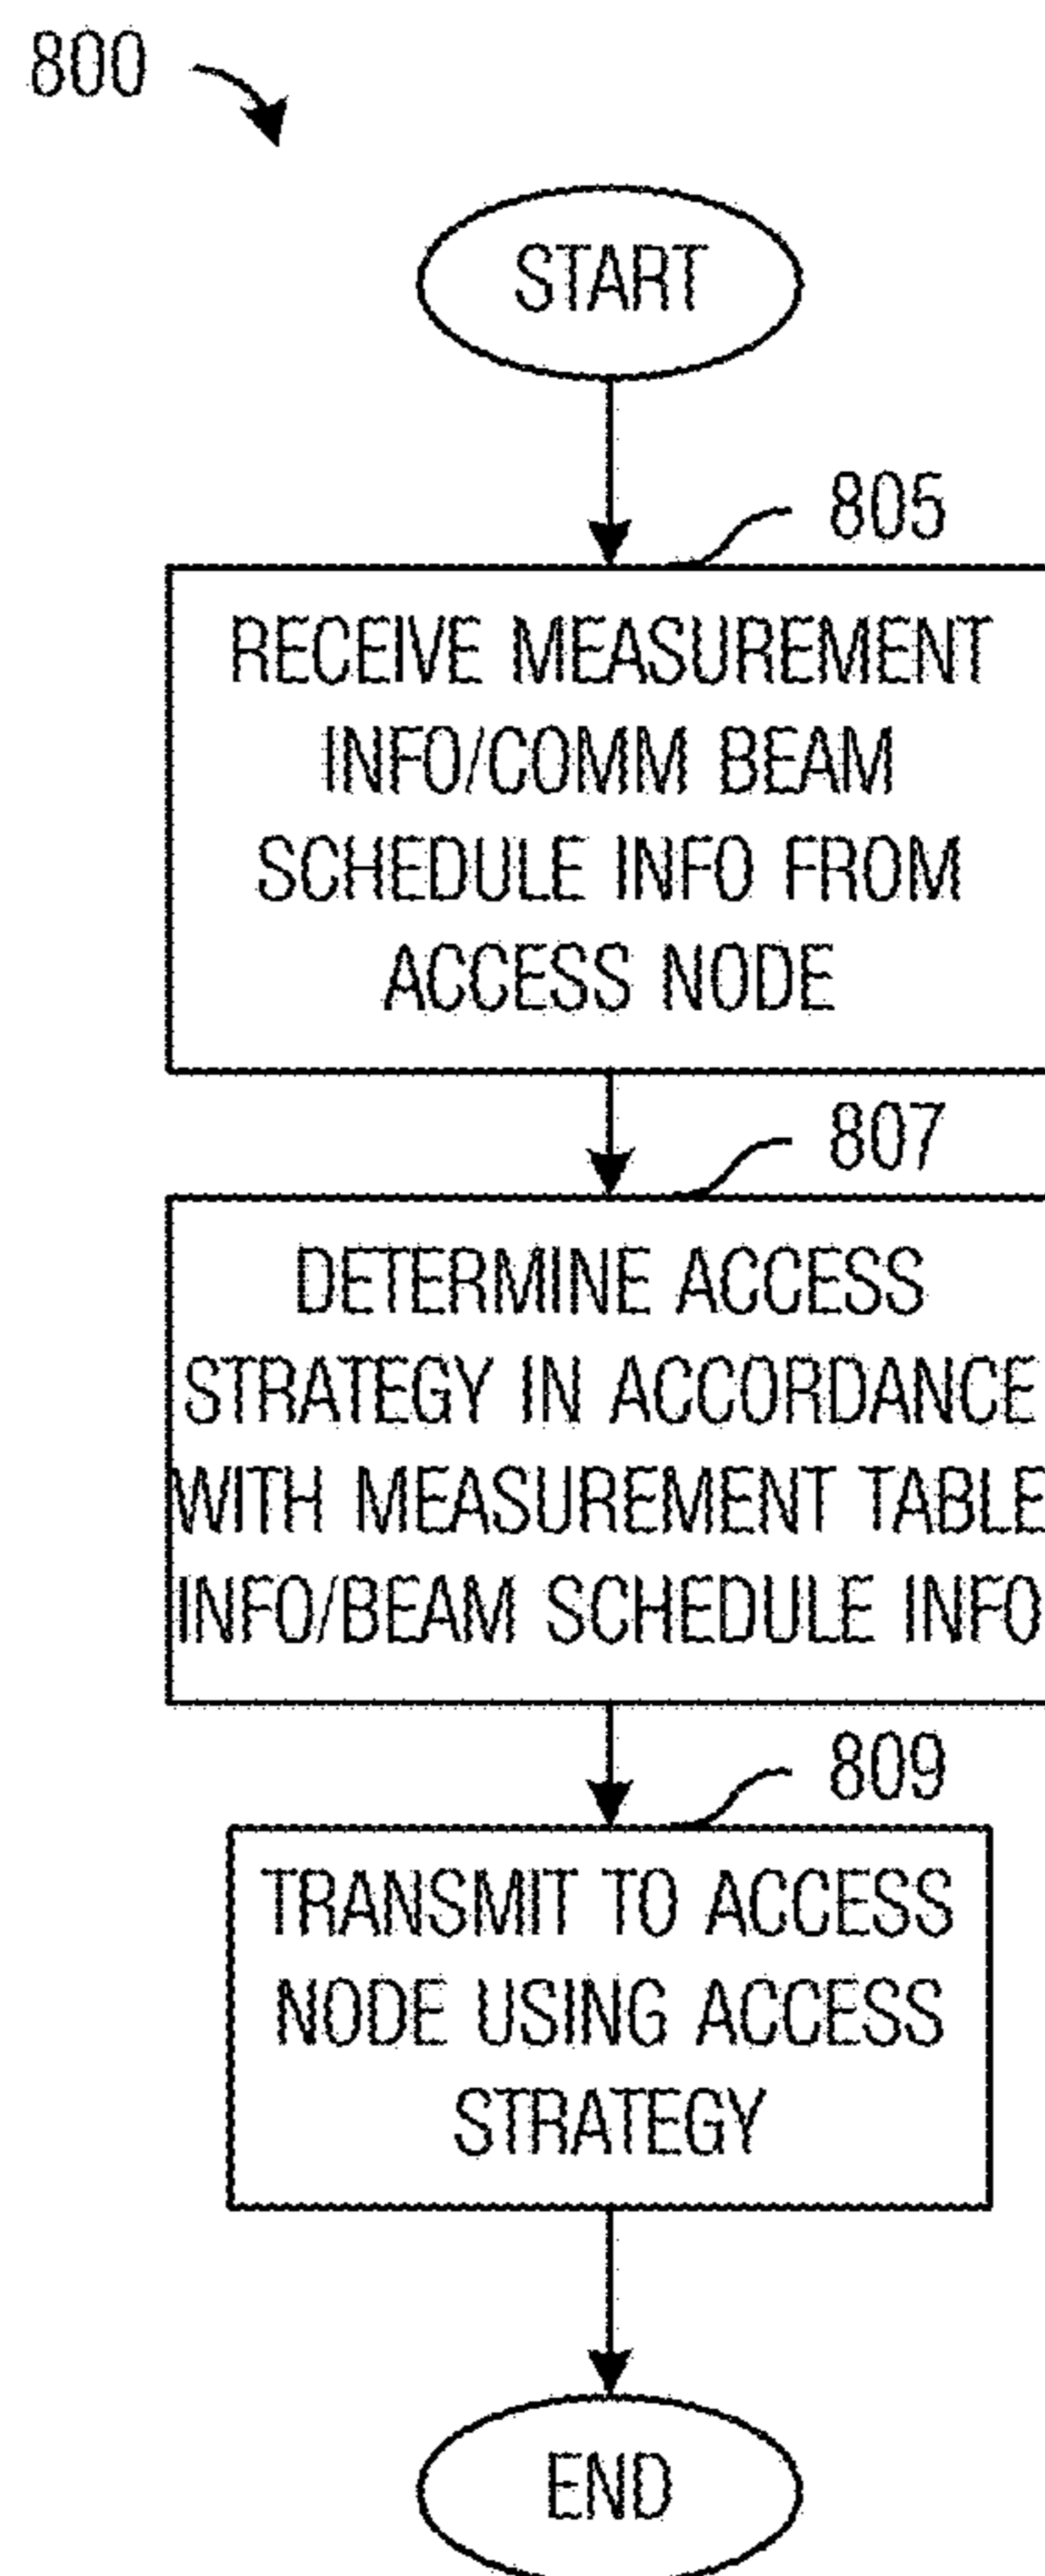 800
START
805
RECEIVE MEASUREMENT
INFO/COMM BEAM
SCHEDULE INFO FROM
ACCESS NODE
807
DETERMINE ACCESS
STRATEGY IN ACCORDANCE
WITH MEASUREMENT TABLE
INFO/BEAM SCHEDULE INFO
809
TRANSMIT TO ACCESS
NODE USING ACCESS
STRATEGY
END